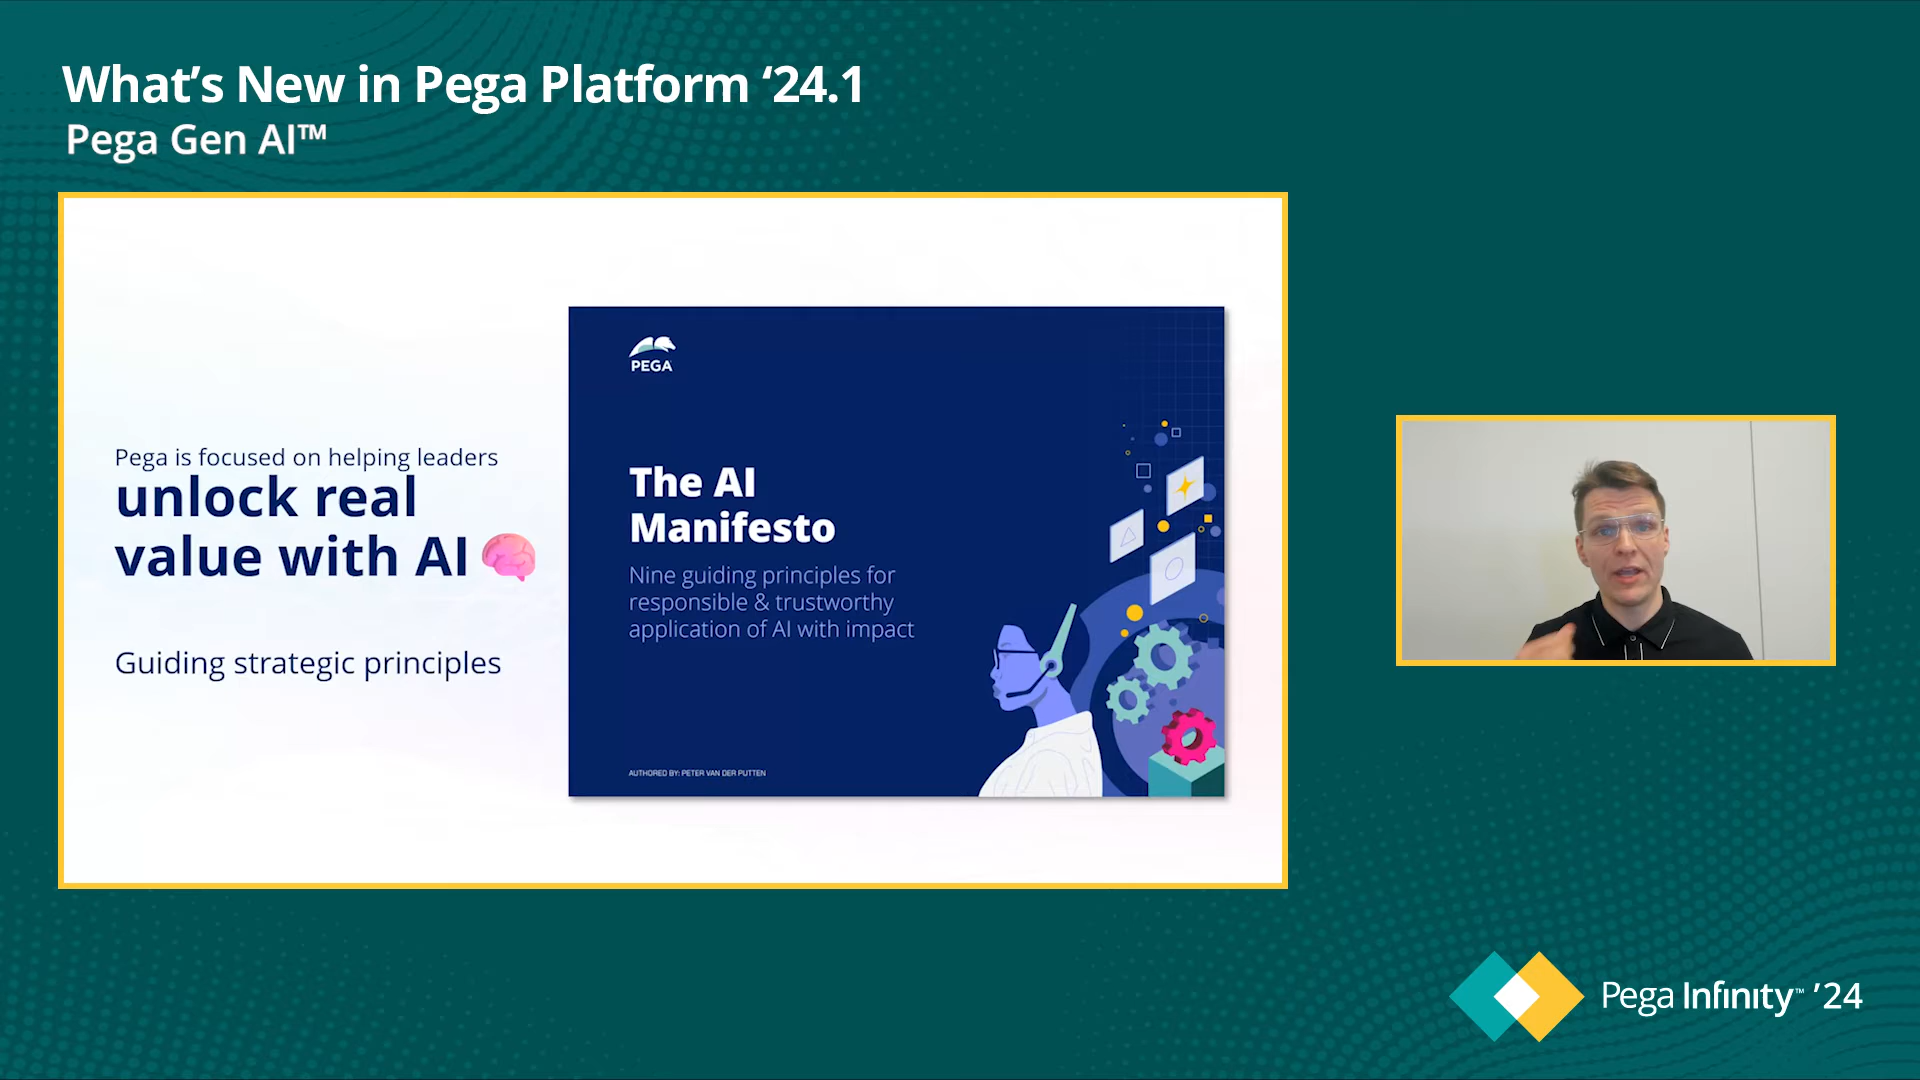 What’s New in Pega Platform ‘24.1
Pega Gen AI™
Pega is focused on helping leaders
unlock real
value with AI
Guiding strategic principles
PEGA
The AI
Manifesto
Nine guiding principles for
responsible & trustworthy
application of AI with impact
AUTHORED BY: PETER VAN DER PUTTEN
Pega Infinity™ ’24